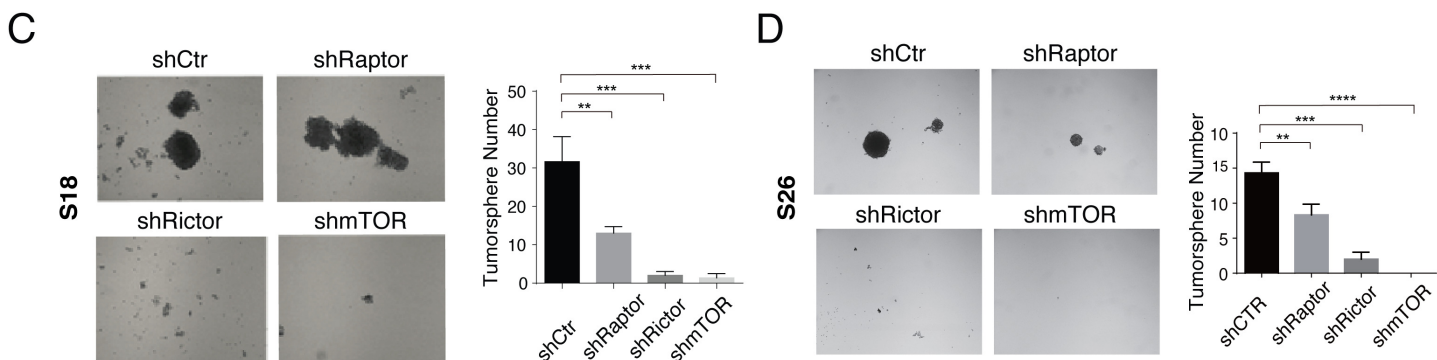 C
S18
shCtr
shRaptor
shRictor
shmTOR
Tumorsphere Number
50
40
30
20
10
0
**
***
***
shCtr
shRaptor
shRictor
shmTOR
D
S26
shCtr
shRaptor
shRictor
shmTOR
Tumorsphere Number
10
15
10
5
0
**
***
****
shCTR
shRaptor
shRictor
shmTOR